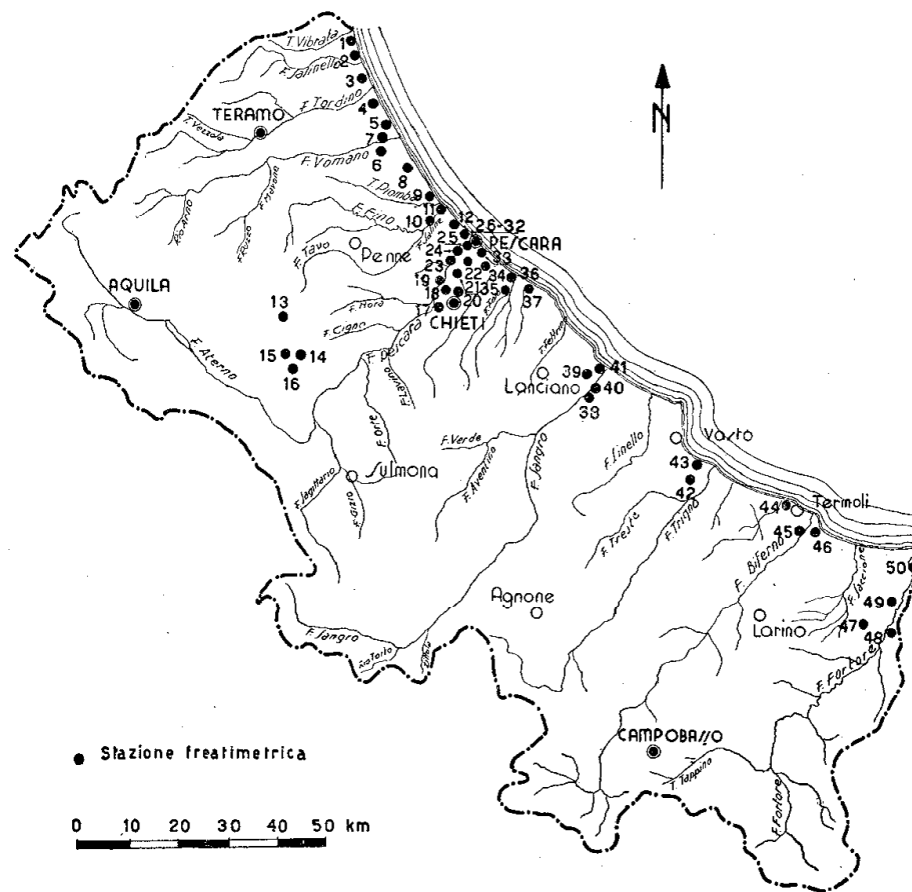 1
T. Vibrata
2
F. Salinello
3
F. Tordino
4
TERAMO
5
T. Vezzola
7
6
F. Vomano
8
N
T. Piomba
9
F. Mavone
11
10
12
F. Fino
26-32
PESCARA
25
24
33
F. Tavo
Penne
23
22
34
36
19
35
37
AQUILA
18
21
13
F. Nora
17
20
CHIETI
F. Cigno
F. Pescara
F. Aterno
15
14
16
F. Lavino
F. Orte
Lanciano
39
41
40
38
F. Verde
F. Aventino
F. Sangro
F. Sinello
Vasto
Sulmona
F. Sagittario
F. Gizio
43
42
F. Treste
F. Trigno
44
Termoli
45
46
F. Biferno
50
Agnone
F. Saccione
49
Larino
47
48
F. Sangro
F. Fortore
CAMPOBASSO
T. Tappino
F. Fortore
Stazione freatimetrica
0 10 20 30 40 50 km